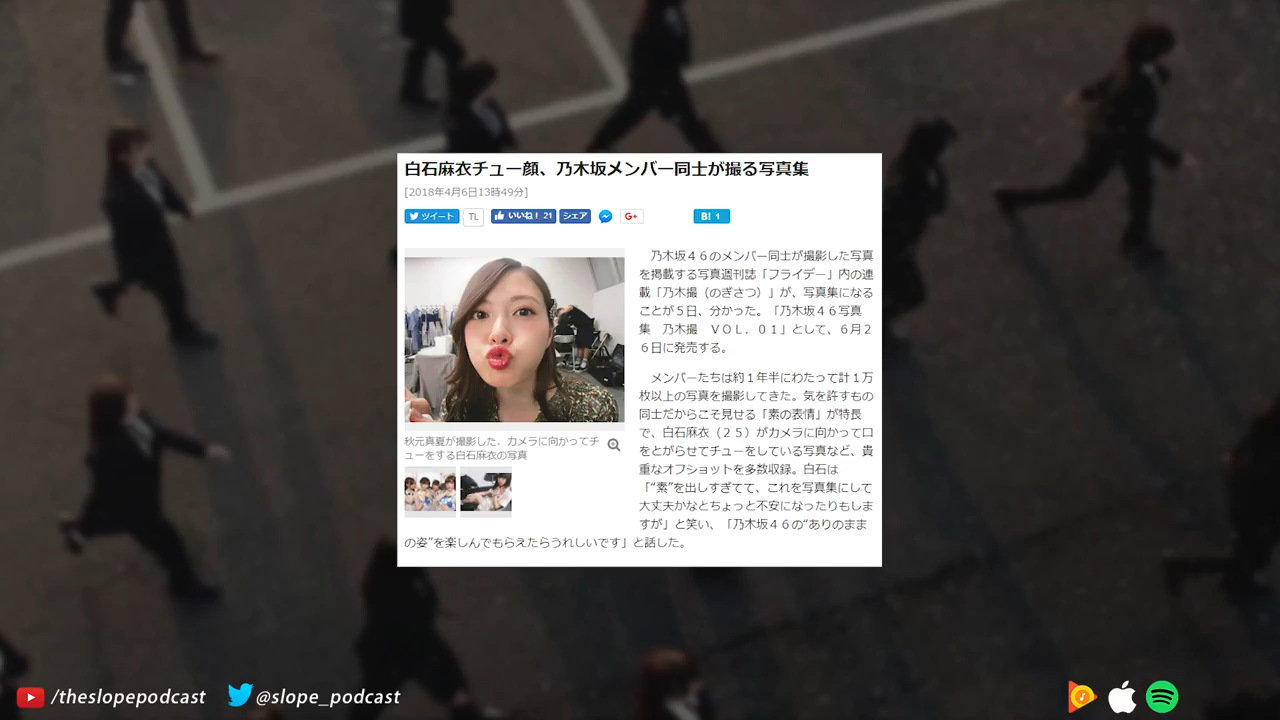 白石麻衣チュー顔、乃木坂メンバー同士が撮る写真集
[2018年4月6日13時49分]
ツイート TL いいね！ 21 シェア G+ B! 1
乃木坂４６のメンバー同士が撮影した写真
を掲載する写真週刊誌「フライデー」内の連
載「乃木撮（のぎさつ）」が、写真集になる
ことが５日、分かった。「乃木坂４６写真
集　乃木撮　ＶＯＬ．０１」として、６月２
６日に発売する。
メンバーたちは約１年半にわたって計１万
枚以上の写真を撮影してきた。気を許すもの
同士だからこそ見せる「素の表情」が特長
で、白石麻衣（２５）がカメラに向かって口
をとがらせてチューをしている写真など、貴
重なオフショットを多数収録。白石は
「“素”を出しすぎてて、これを写真集にして
大丈夫かなとちょっと不安になったりもしま
すが」と笑い、「乃木坂４６の“ありのまま
の姿”を楽しんでもらえたらうれしいです」と話した。
秋元真夏が撮影した、カメラに向かってチ
ューをする白石麻衣の写真
/theslopepodcast @slope_podcast